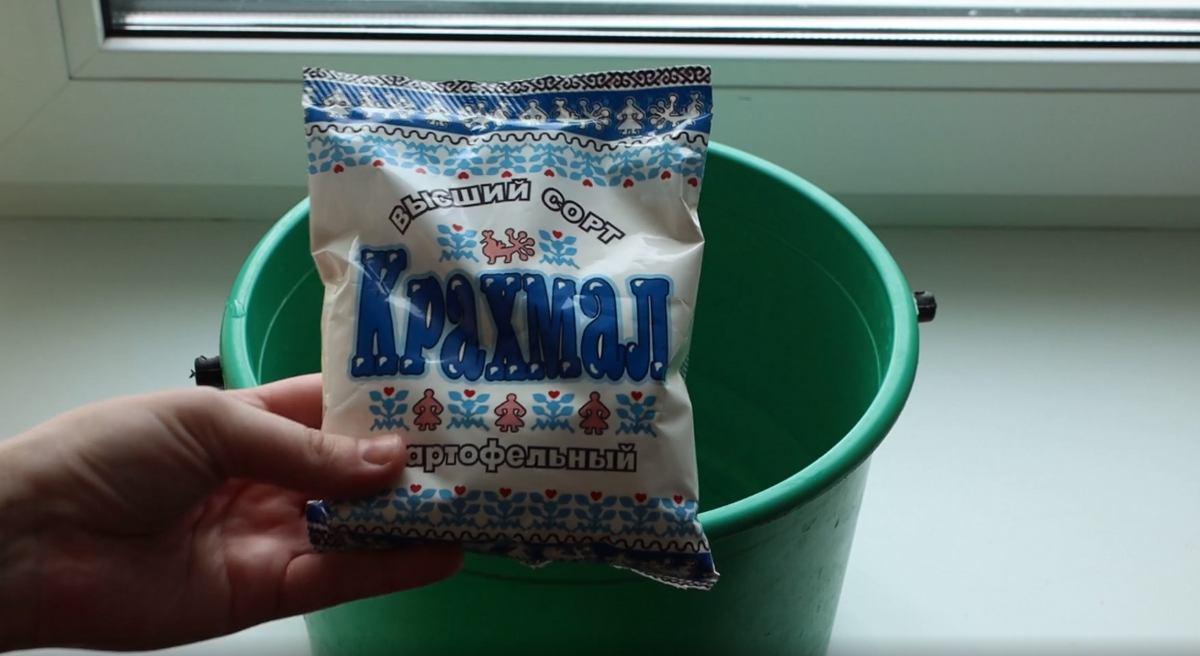 ВЫСШИЙ СОРТ
Крахмал
артофельный